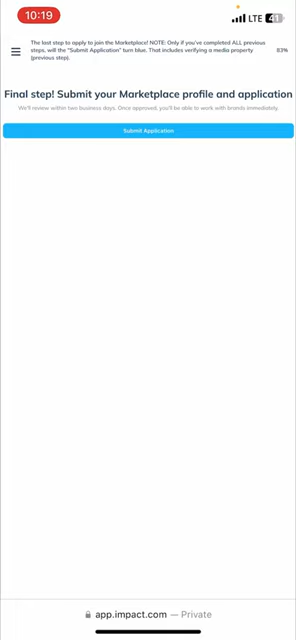 10:19
LTE 41
The last step to apply to join the Marketplace! NOTE: Only if you've completed ALL previous
steps, will the "Submit Application" turn blue. That includes verifying a media property
(previous step).
83%
Final step! Submit your Marketplace profile and application
We'll review within two business days. Once approved, you'll be able to work with brands immediately.
Submit Application
app.impact.com — Private